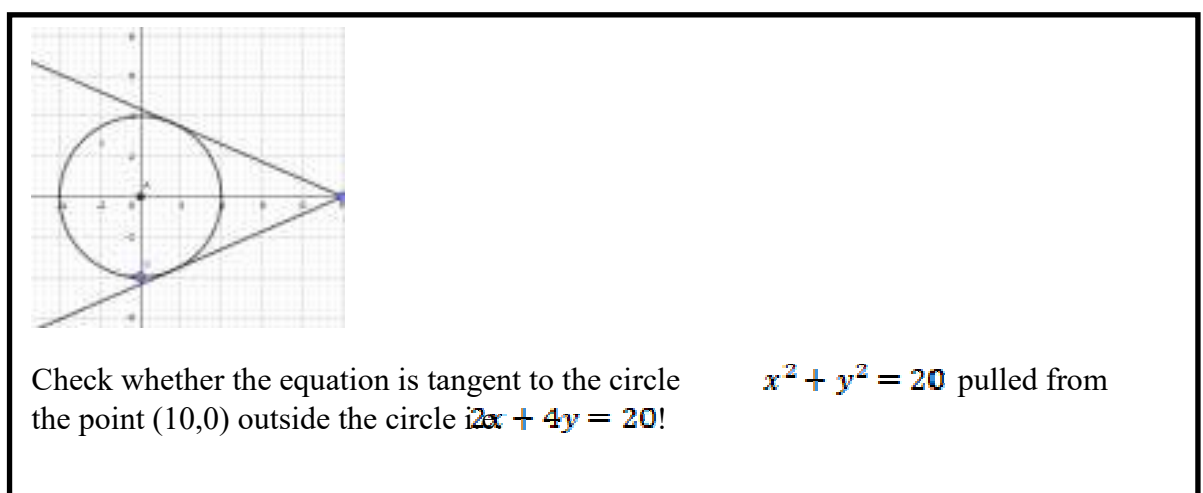 Check whether the equation is tangent to the circle x² + y² = 20 pulled from
the point (10,0) outside the circle i.e. 2x + 4y = 20!